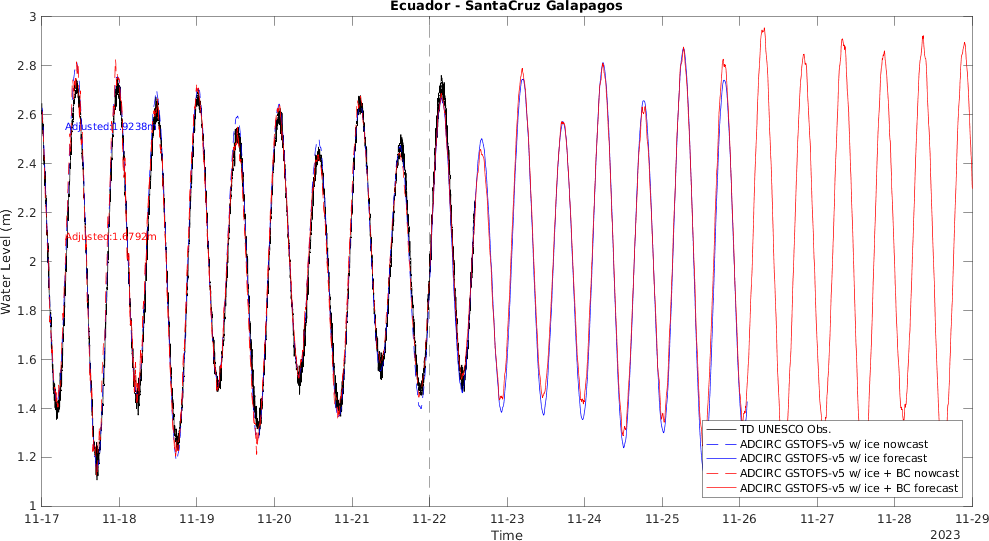 Ecuador - SantaCruz Galapagos
3
2.8
2.6
2.4
2.2
2
1.8
1.6
1.4
1.2
1
Water Level (m)
Adjusted:1.9238m
Adjusted:1.6792m
TD UNESCO Obs.
ADCIRC GSTOFS-v5 w/ ice nowcast
ADCIRC GSTOFS-v5 w/ ice forecast
ADCIRC GSTOFS-v5 w/ ice + BC nowcast
ADCIRC GSTOFS-v5 w/ ice + BC forecast
11-17 11-18 11-19 11-20 11-21 11-22 11-23 11-24 11-25 11-26 11-27 11-28 11-29
Time
2023